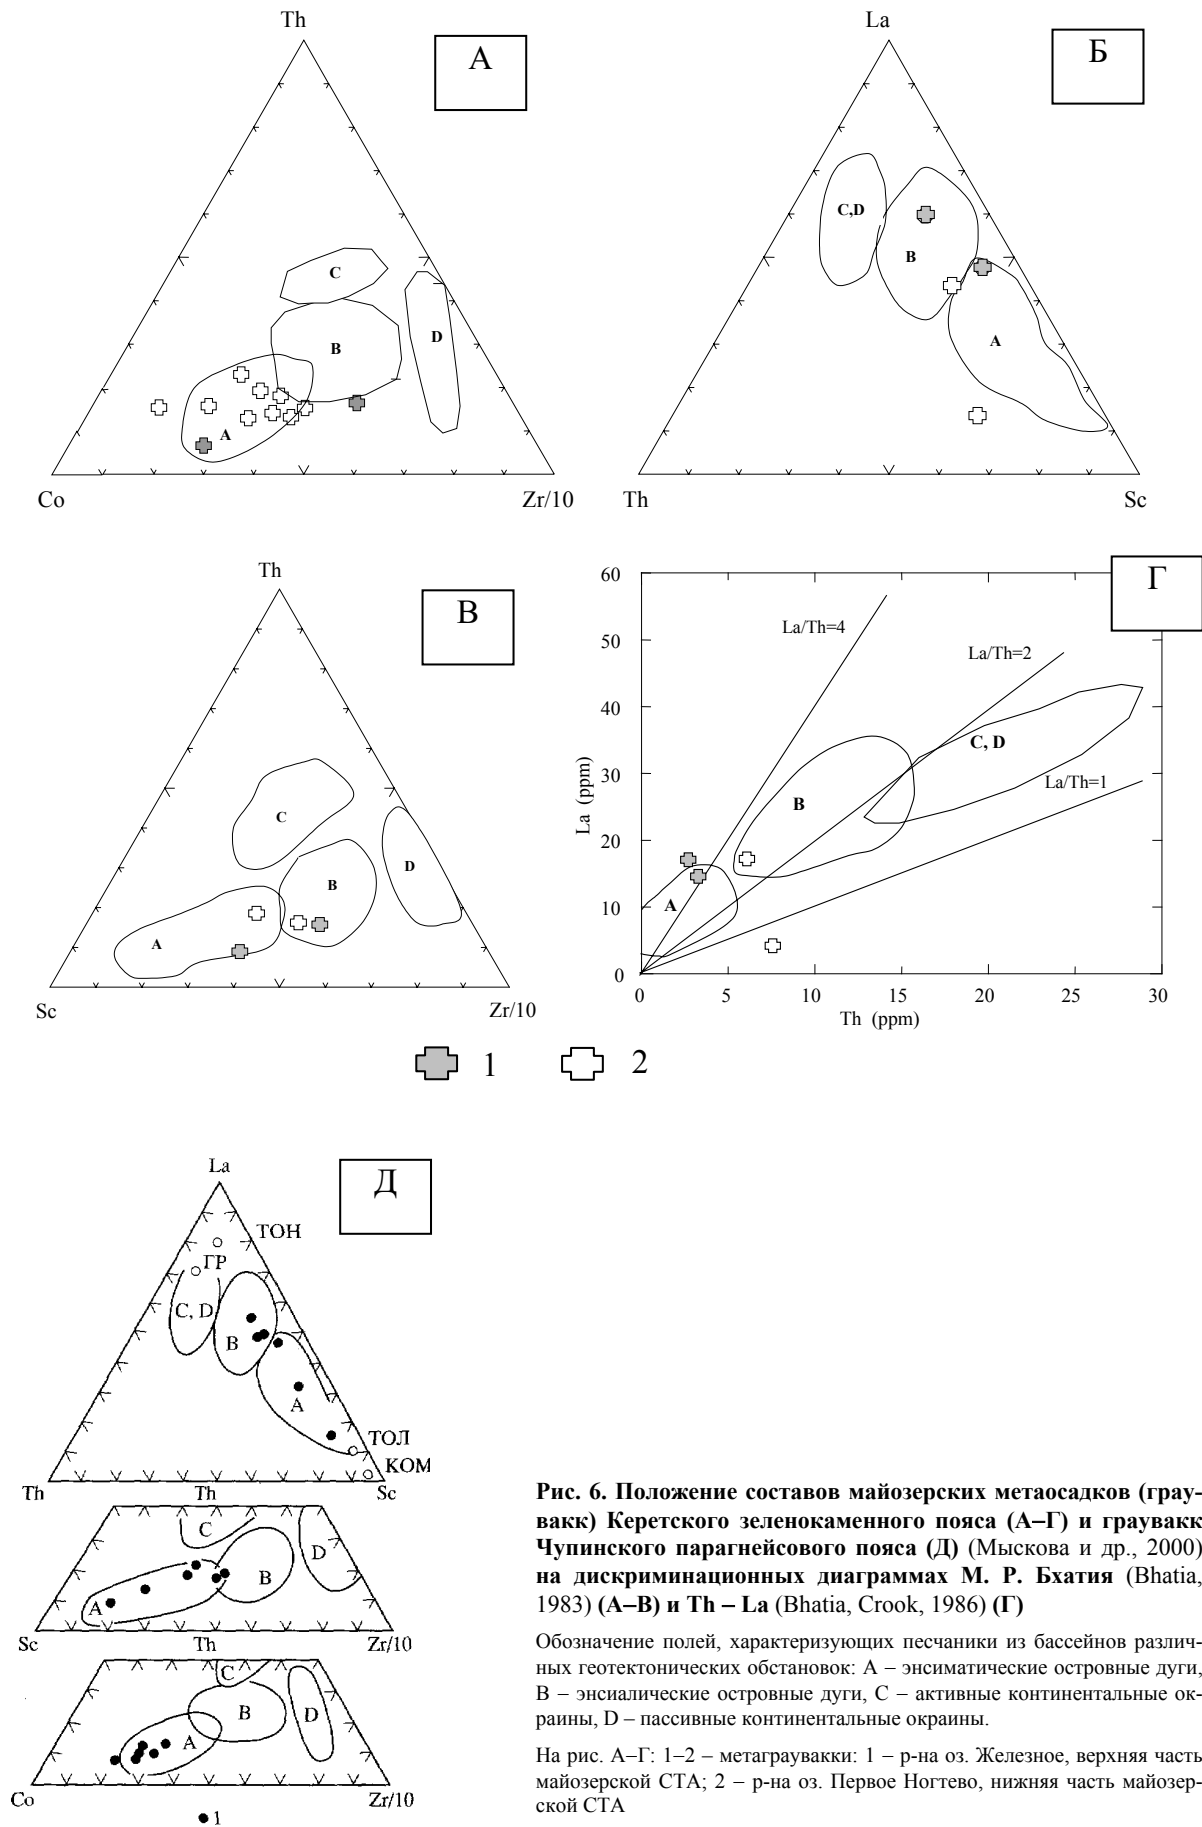 Th
А
C
B
D
A
Co
Zr/10
La
Б
C,D
B
A
Th
Sc
Th
В
C
D
B
A
Sc
Zr/10
Г
60
50
40
30
20
10
0
La (ppm)
La/Th=4
La/Th=2
C, D
B
La/Th=1
A
0
5
10
15
20
25
30
Th (ppm)
1
2
Д
La
ТОН
ГР
C, D
B
A
ТОЛ
КОМ
Th
Th
Sc
C
D
B
A
Sc
Th
Zr/10
C
B
D
A
Co
Zr/10
1
Рис. 6. Положение составов майозерских метаосадков (грау-
вакк) Керетского зеленокаменного пояса (А–Г) и граувакк
Чупинского парагнейсового пояса (Д) (Мыскова и др., 2000)
на дискриминационных диаграммах М. Р. Бхатия (Bhatia,
1983) (А–В) и Th – La (Bhatia, Crook, 1986) (Г)
Обозначение полей, характеризующих песчаники из бассейнов различ-
ных геотектонических обстановок: А – энсиматические островные дуги,
В – энсиалические островные дуги, С – активные континентальные ок-
раины, D – пассивные континентальные окраины.
На рис. А–Г: 1–2 – метаграувакки: 1 – р-на оз. Железное, верхняя часть
майозерской СТА; 2 – р-на оз. Первое Ногтево, нижняя часть майозер-
ской СТА